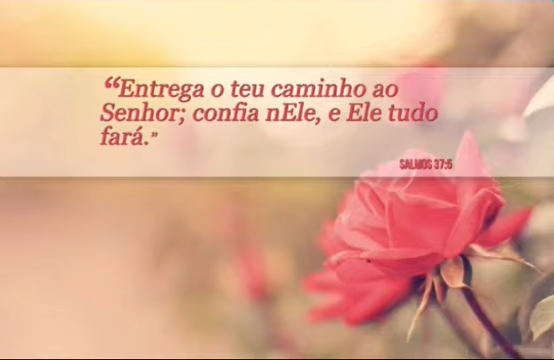 “Entrega o teu caminho ao
Senhor; confia nEle, e Ele tudo
fará.”
SALMOS 37:5